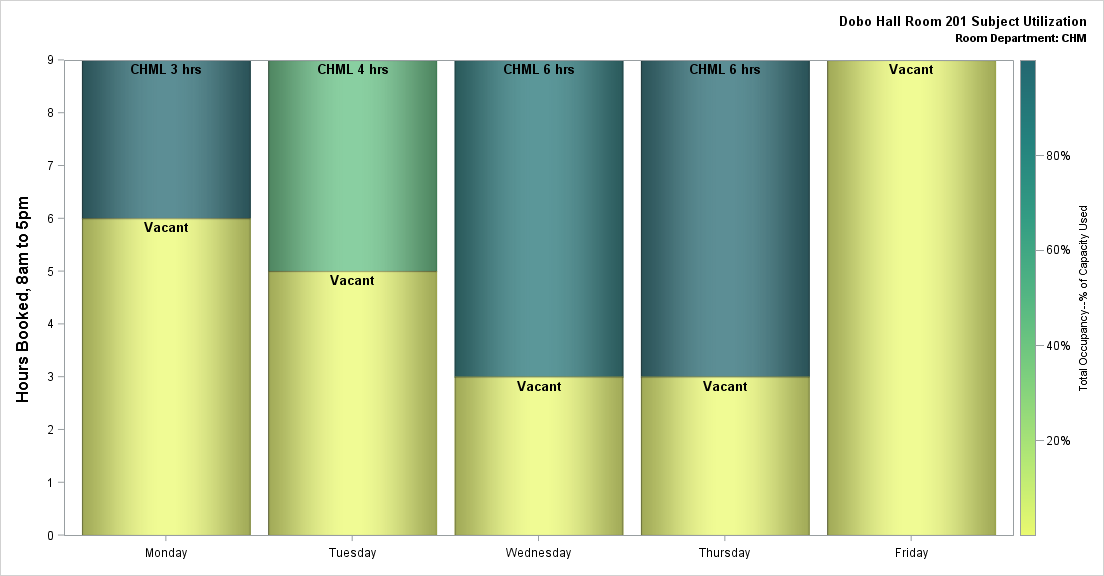 Dobo Hall Room 201 Subject Utilization
Room Department: CHM
Hours Booked, 8am to 5pm
9
8
7
6
5
4
3
2
1
0
CHML 3 hrs
CHML 4 hrs
CHML 6 hrs
CHML 6 hrs
Vacant
Vacant
Vacant
Vacant
Vacant
Monday
Tuesday
Wednesday
Thursday
Friday
80%
60%
40%
20%
Total Occupancy--% of Capacity Used